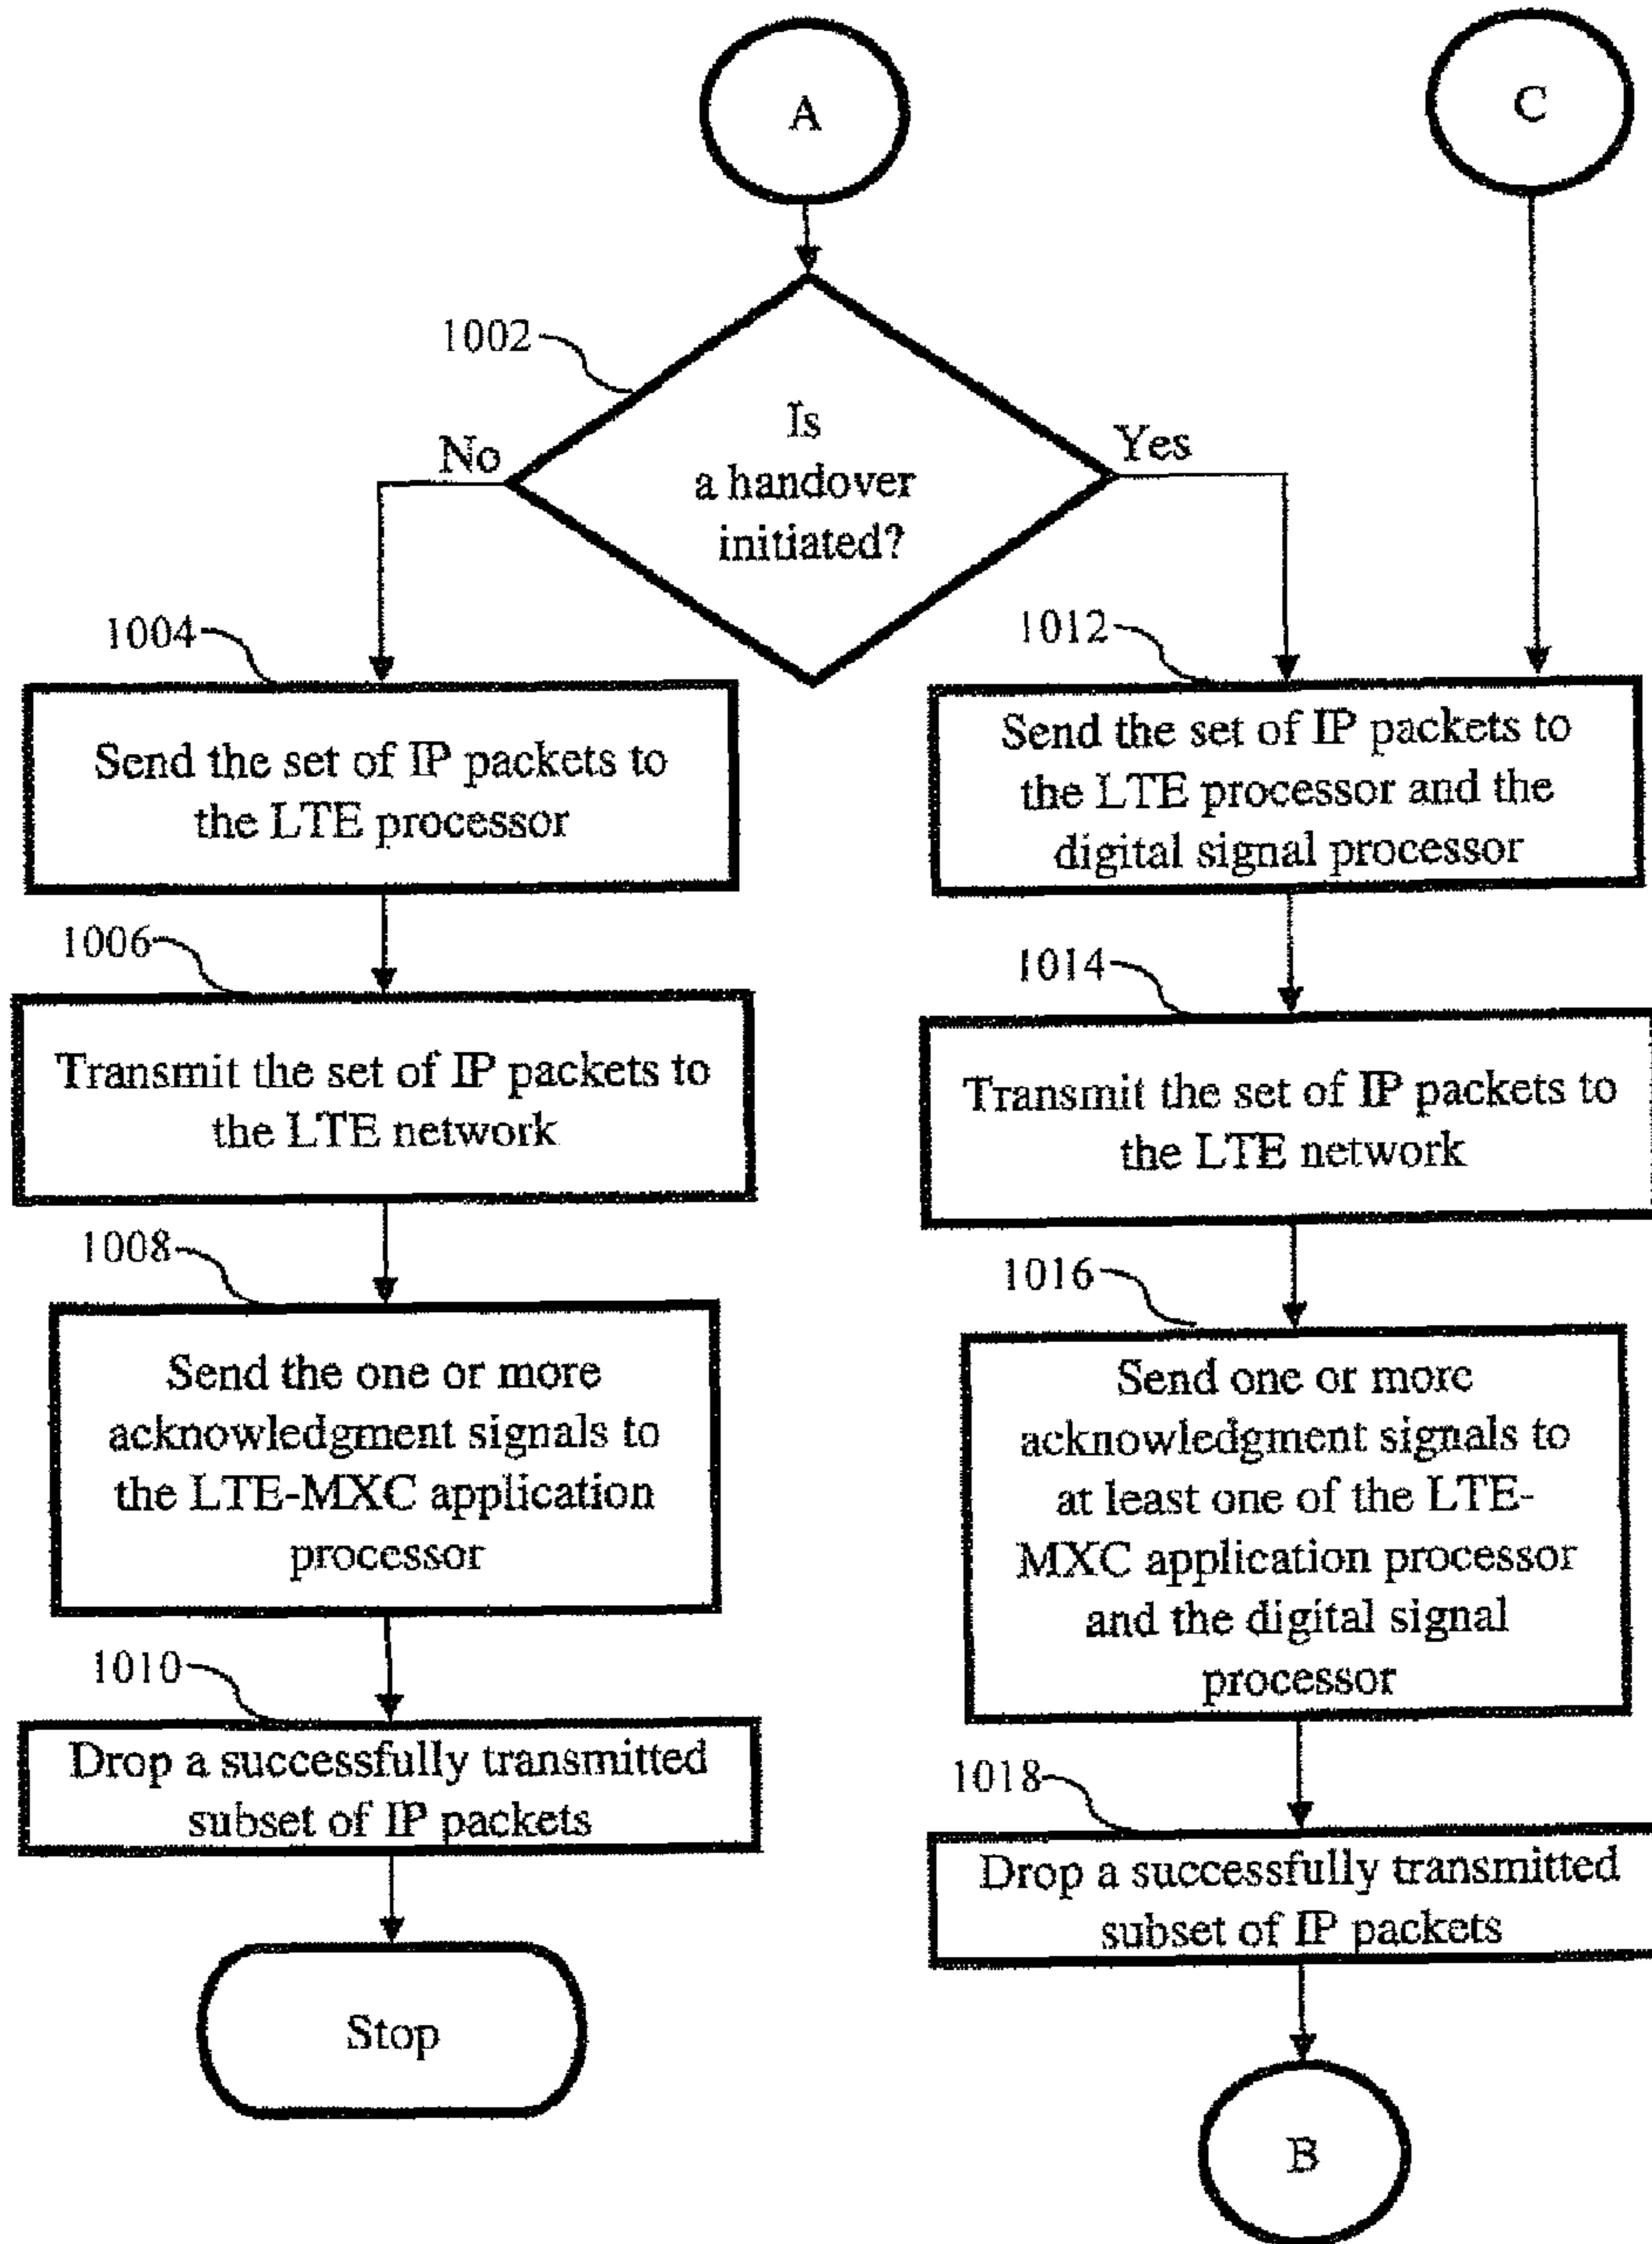 A
C
1002
Is
a handover
initiated?
No
Yes
1004
Send the set of IP packets to
the LTE processor
1006
Transmit the set of IP packets to
the LTE network
1008
Send the one or more
acknowledgment signals to
the LTE-MXC application
processor
1010
Drop a successfully transmitted
subset of IP packets
Stop
1012
Send the set of IP packets to
the LTE processor and the
digital signal processor
1014
Transmit the set of IP packets to
the LTE network
1016
Send one or more
acknowledgment signals to
at least one of the LTE-
MXC application processor
and the digital signal
processor
1018
Drop a successfully transmitted
subset of IP packets
B